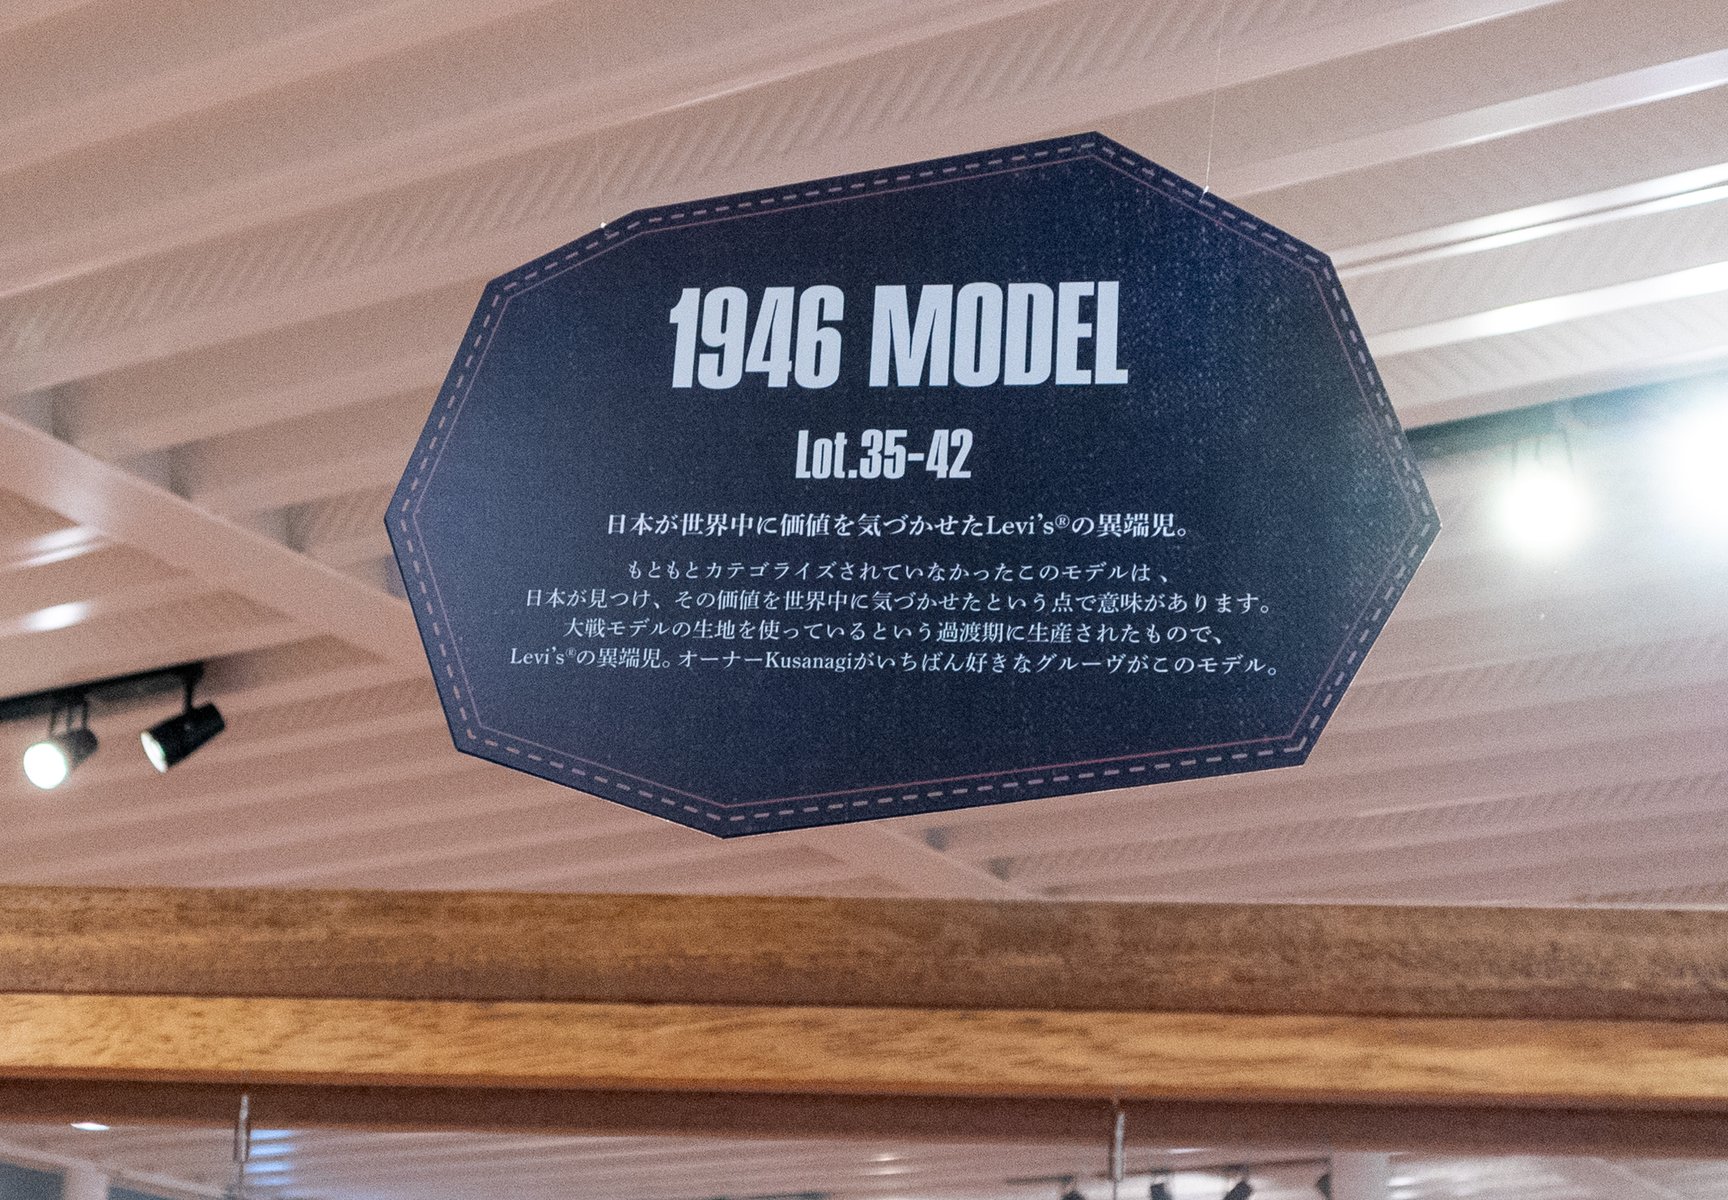 1946 MODEL
Lot.35-42
日本が世界中に価値を気づかせたLevi's®の異端児。
もともとカテゴライズされていなかったこのモデルは、
日本が見つけ、その価値を世界中に気づかせたという点で意味があります。
大戦モデルの生地を使っているという過渡期に生産されたもので、
Levi's®の異端児。オーナーKusanagiがいちばん好きなグルーヴがこのモデル。